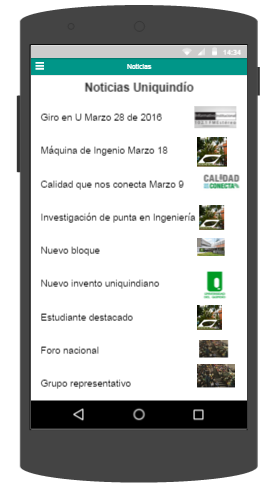 14:34
Noticias
Noticias Uniquindío
Giro en U Marzo 28 de 2016
Máquina de Ingenio Marzo 18
Calidad que nos conecta Marzo 9
CALIDAD
CONECTA
Investigación de punta en Ingeniería
Nuevo bloque
Nuevo invento uniquindiano
Estudiante destacado
Foro nacional
Grupo representativo